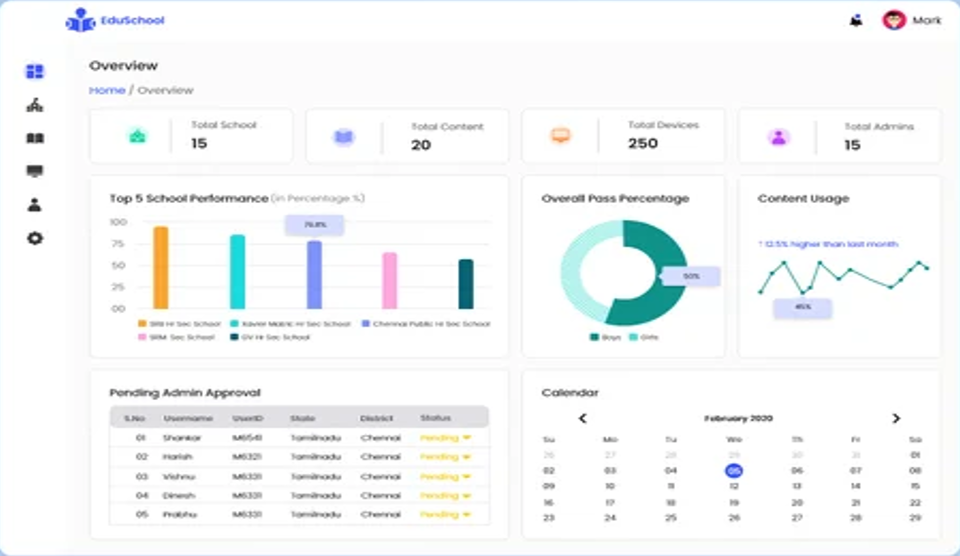 EduSchool
Mark
Overview
Home / Overview
Total School
15
Total Content
20
Total Devices
250
Total Admins
15
Top 5 School Performance (in Percentage %)
100
75
50
25
00
SRB Hr Sec School
Xavier Matric Hr Sec School
Chennai Public Hr Sec School
SRM Sec School
GV Hr Sec School
Overall Pass Percentage
50%
Boys
Girls
Content Usage
↑ 12.5% higher than last month
45%
Pending Admin Approval
S.No Username UserID State District Status
01 Shankar M6541 Tamilnadu Chennai Pending
02 Harish M6321 Tamilnadu Chennai Pending
03 Vishnu M6331 Tamilnadu Chennai Pending
04 Dinesh M6331 Tamilnadu Chennai Pending
05 Prabhu M6331 Tamilnadu Chennai Pending
Calendar
February 2020
Su Mo Tu We Th Fr Sa
26 27 28 29 30 31 01
02 03 04 05 06 07 08
09 10 11 12 13 14 15
16 17 18 19 20 21 22
23 24 25 26 27 28 29